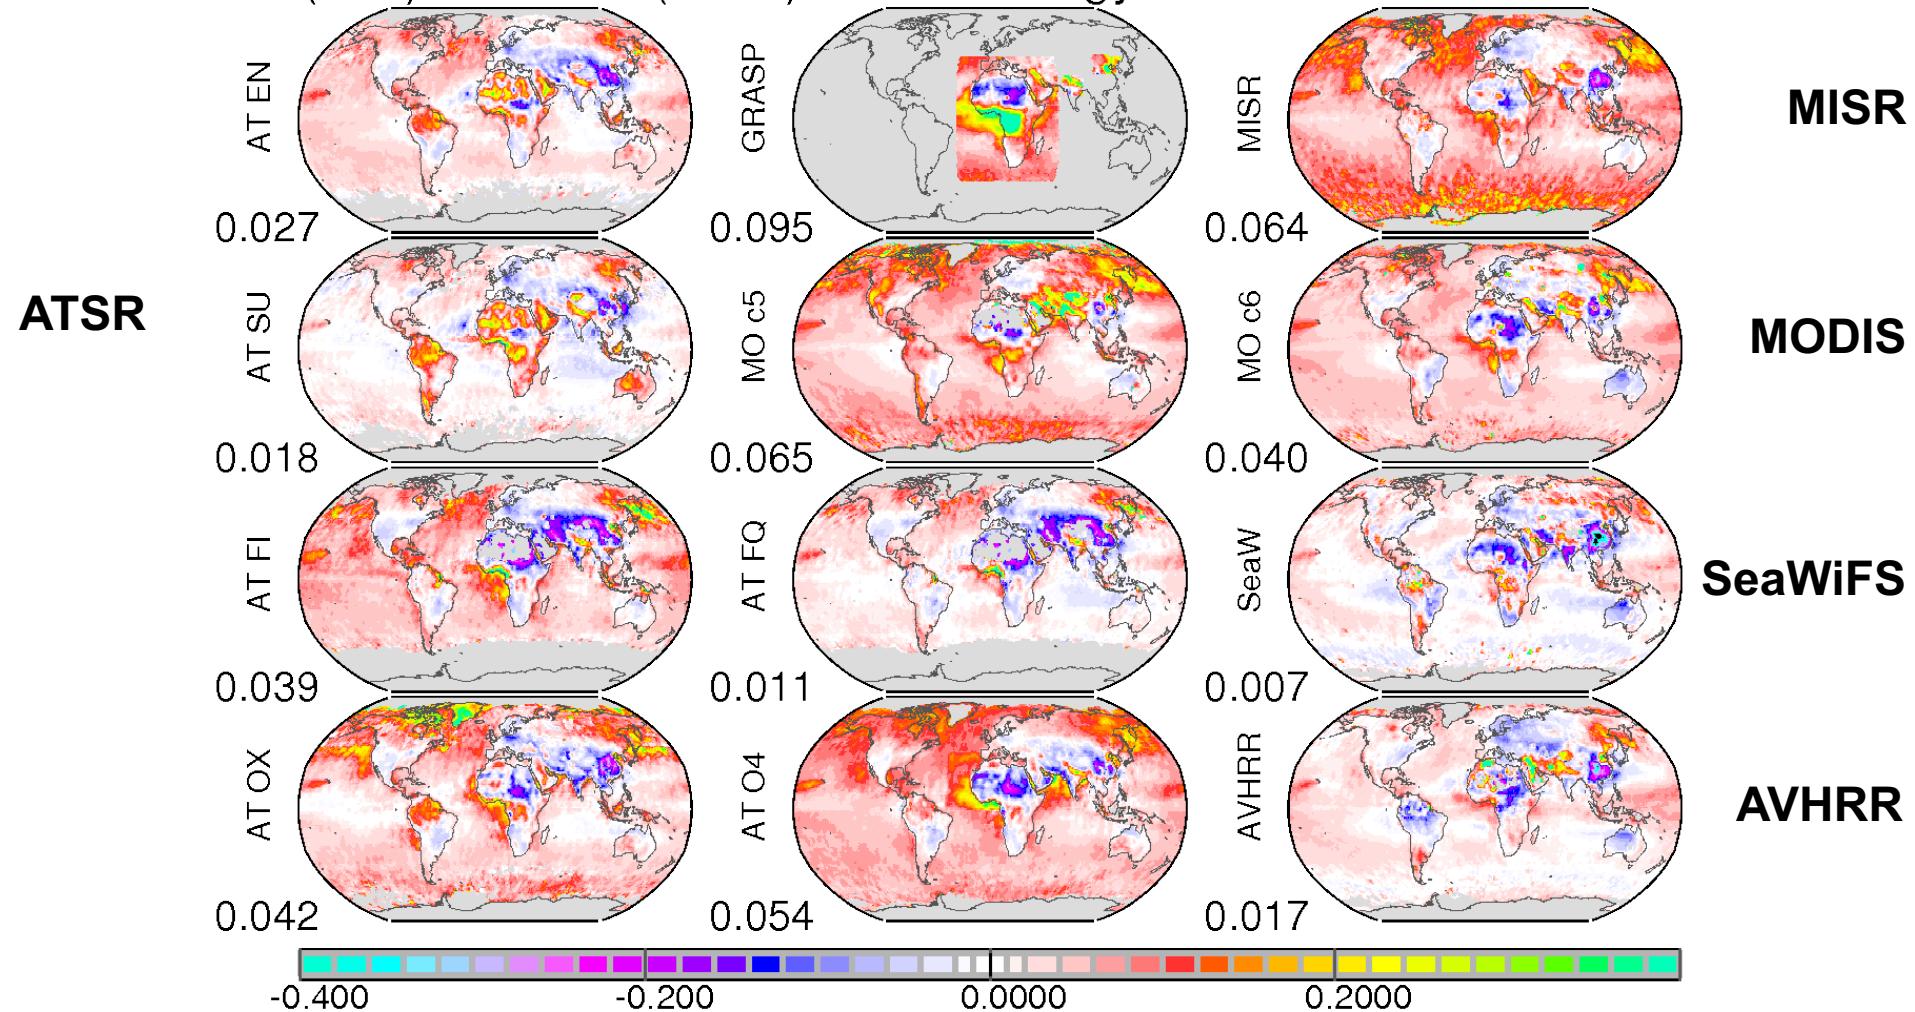 AT EN
GRASP
MISR
MISR
0.027
0.095
0.064
ATSR
AT SU
MO c5
MO c6
MODIS
0.018
0.065
0.040
AT FI
AT FQ
SeaW
SeaWiFS
0.039
0.011
0.007
AT OX
AT O4
AVHRR
AVHRR
0.042
0.054
0.017
-0.400 -0.200 0.0000 0.2000